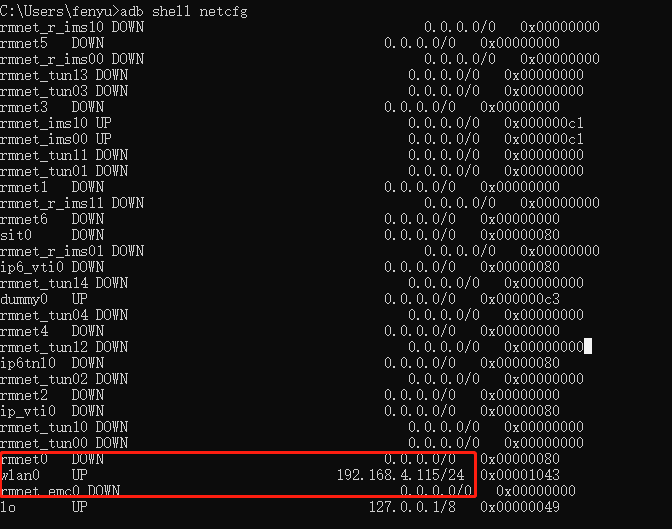 C:\Users\fenyu>adb shell netcfg
rmnet_r_ims10 DOWN 0.0.0.0/0 0x00000000
rmnet5 DOWN 0.0.0.0/0 0x00000000
rmnet_r_ims00 DOWN 0.0.0.0/0 0x00000000
rmnet_tun13 DOWN 0.0.0.0/0 0x00000000
rmnet_tun03 DOWN 0.0.0.0/0 0x00000000
rmnet3 DOWN 0.0.0.0/0 0x00000000
rmnet_ims10 UP 0.0.0.0/0 0x000000c1
rmnet_ims00 UP 0.0.0.0/0 0x000000c1
rmnet_tun11 DOWN 0.0.0.0/0 0x00000000
rmnet_tun01 DOWN 0.0.0.0/0 0x00000000
rmnet1 DOWN 0.0.0.0/0 0x00000000
rmnet_r_ims11 DOWN 0.0.0.0/0 0x00000000
rmnet6 DOWN 0.0.0.0/0 0x00000000
sit0 DOWN 0.0.0.0/0 0x00000080
rmnet_r_ims01 DOWN 0.0.0.0/0 0x00000000
ip6_vti0 DOWN 0.0.0.0/0 0x00000080
rmnet_tun14 DOWN 0.0.0.0/0 0x00000000
dummy0 UP 0.0.0.0/0 0x000000c3
rmnet_tun04 DOWN 0.0.0.0/0 0x00000000
rmnet4 DOWN 0.0.0.0/0 0x00000000
rmnet_tun12 DOWN 0.0.0.0/0 0x00000000
ip6tnl0 DOWN 0.0.0.0/0 0x00000080
rmnet_tun02 DOWN 0.0.0.0/0 0x00000000
rmnet2 DOWN 0.0.0.0/0 0x00000000
ip_vti0 DOWN 0.0.0.0/0 0x00000080
rmnet_tun10 DOWN 0.0.0.0/0 0x00000000
rmnet_tun00 DOWN 0.0.0.0/0 0x00000000
rmnet0 DOWN 0.0.0.0/0 0x00000080
wlan0 UP 192.168.4.115/24 0x00001043
rmnet_emc0 DOWN 0.0.0.0/0 0x00000000
lo UP 127.0.0.1/8 0x00000049